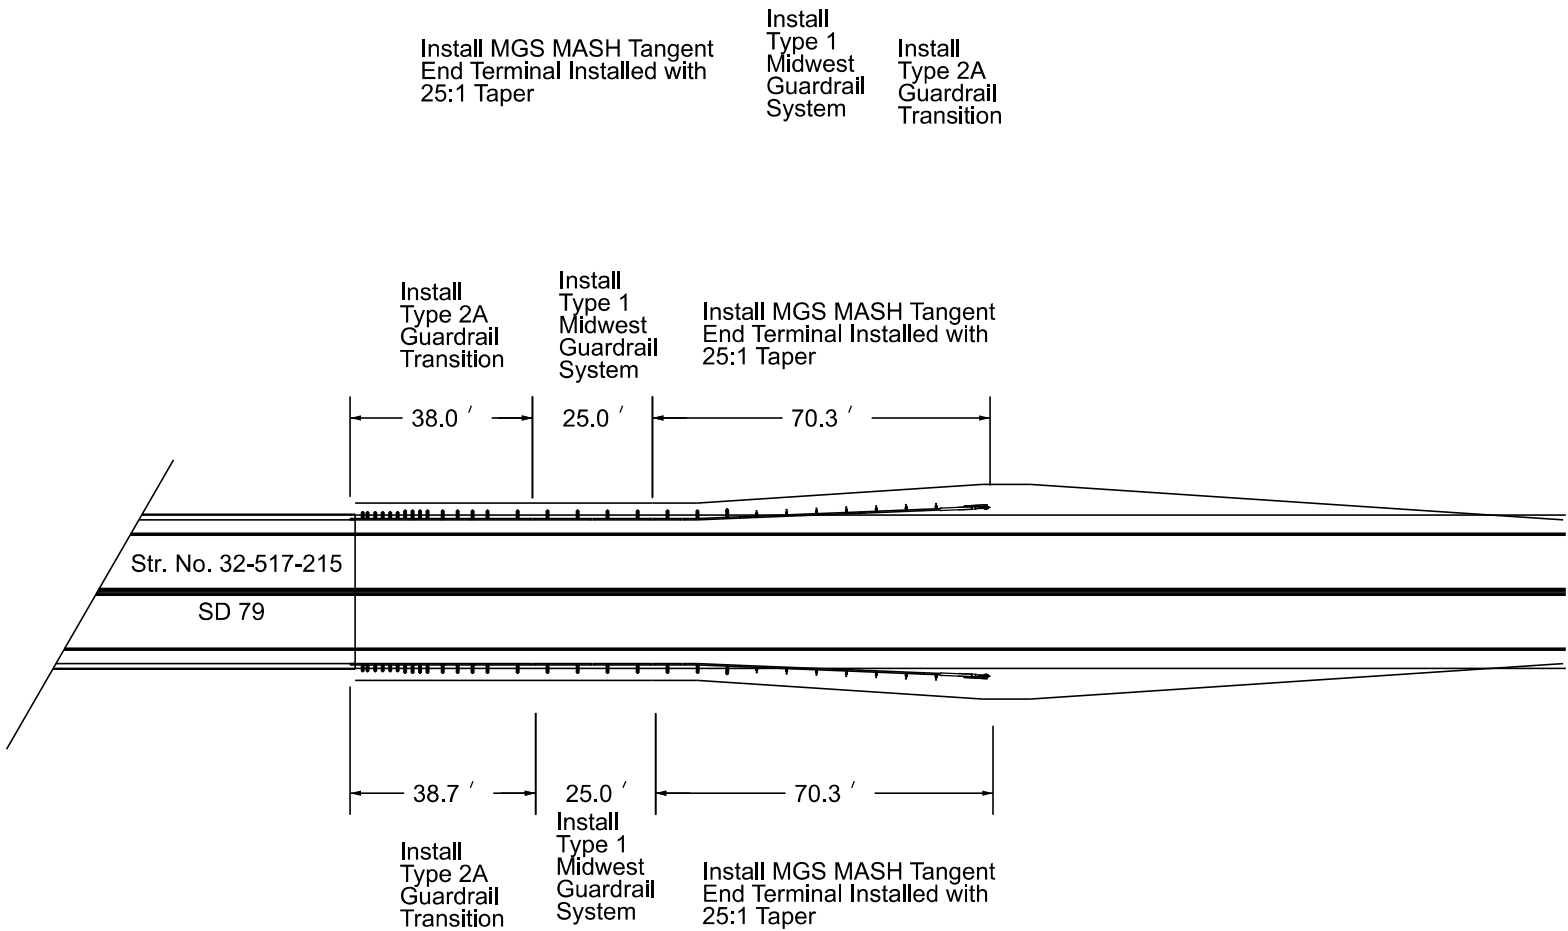 Install MGS MASH Tangent
End Terminal Installed with
25:1 Taper
Install
Type 1
Midwest
Guardrail
System
Install
Type 2A
Guardrail
Transition
Install
Type 2A
Guardrail
Transition
Install
Type 1
Midwest
Guardrail
System
Install MGS MASH Tangent
End Terminal Installed with
25:1 Taper
38.0 ′
25.0 ′
70.3 ′
Str. No. 32-517-215
SD 79
38.7 ′
25.0 ′
70.3 ′
Install
Type 2A
Guardrail
Transition
Install
Type 1
Midwest
Guardrail
System
Install MGS MASH Tangent
End Terminal Installed with
25:1 Taper